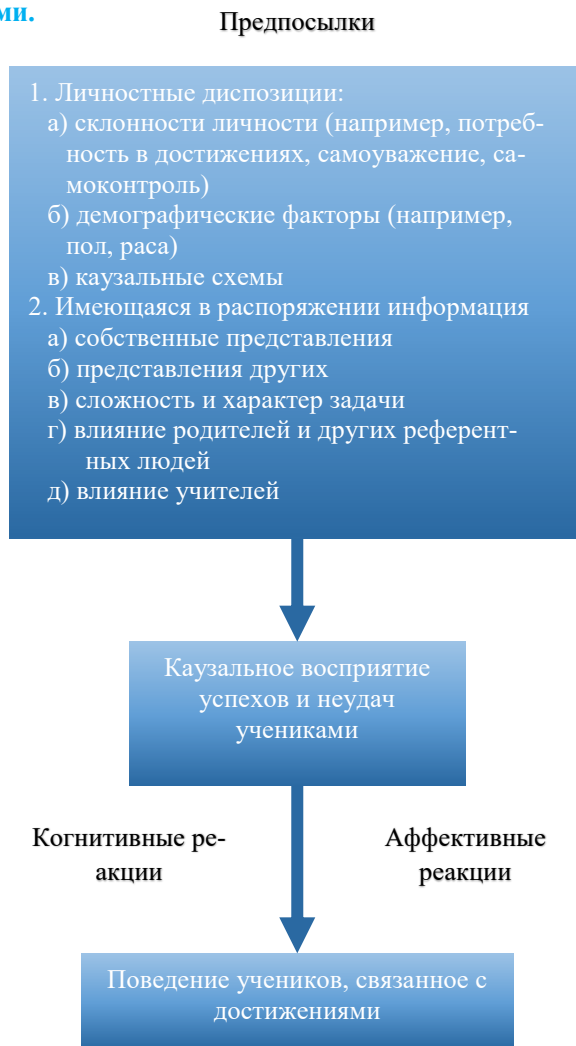 ми.
Предпосылки
1. Личностные диспозиции:
а) склонности личности (например, потреб-
ность в достижениях, самоуважение, са-
моконтроль)
б) демографические факторы (например,
пол, раса)
в) каузальные схемы
2. Имеющаяся в распоряжении информация
а) собственные представления
б) представления других
в) сложность и характер задачи
г) влияние родителей и других референт-
ных людей
д) влияние учителей
Каузальное восприятие
успехов и неудач
учениками
Когнитивные ре-
акции
Аффективные
реакции
Поведение учеников, связанное с
достижениями